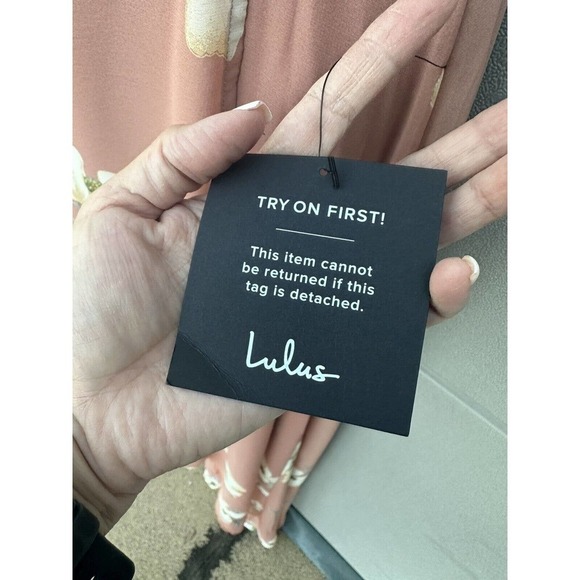 TRY ON FIRST!
This item cannot
be returned if this
tag is detached.
Lulus